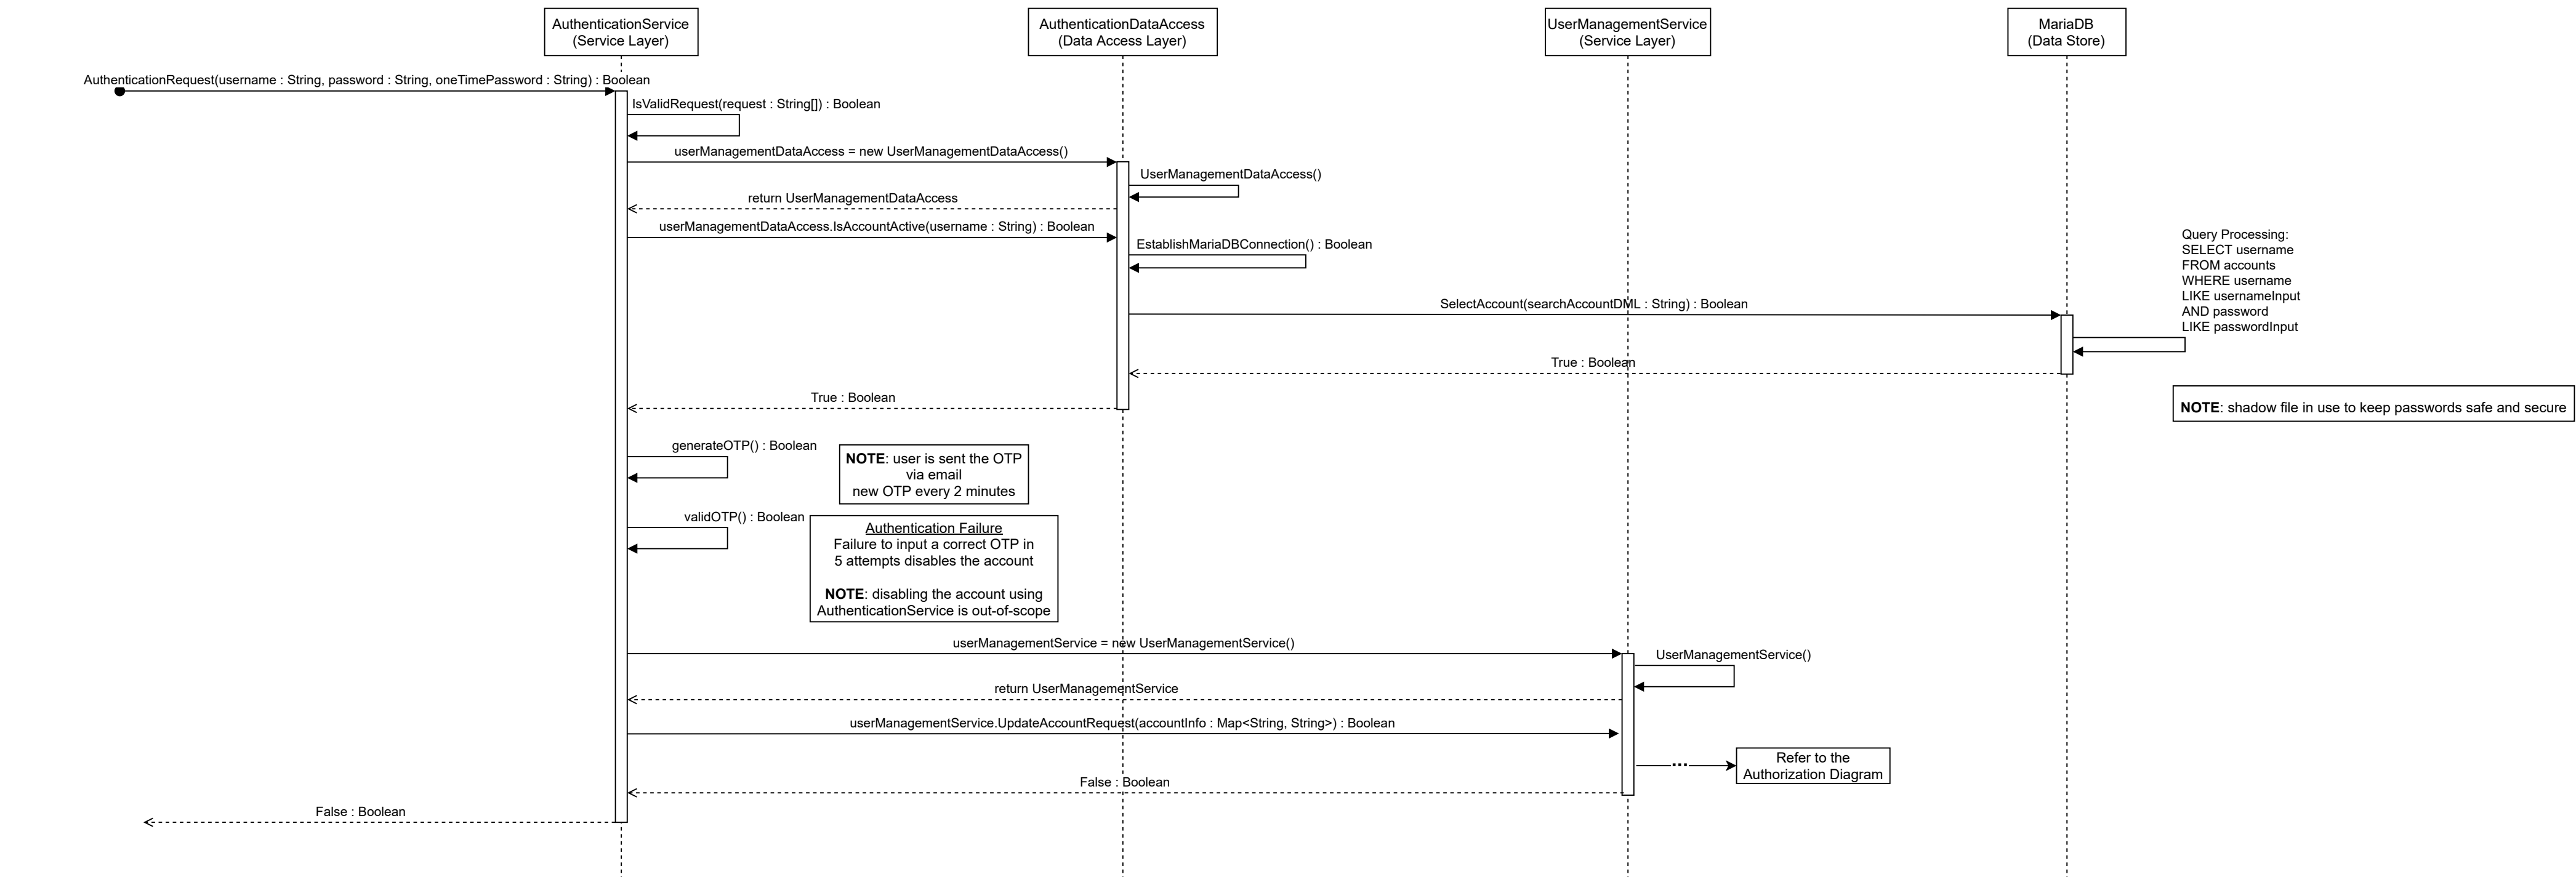 AuthenticationService
(Service Layer)
AuthenticationDataAccess
(Data Access Layer)
UserManagementService
(Service Layer)
MariaDB
(Data Store)
AuthenticationRequest(username : String, password : String, oneTimePassword : String) : Boolean
IsValidRequest(request : String[]) : Boolean
userManagementDataAccess = new UserManagementDataAccess()
UserManagementDataAccess()
return UserManagementDataAccess
userManagementDataAccess.IsAccountActive(username : String) : Boolean
EstablishMariaDBConnection() : Boolean
Query Processing:
SELECT username
FROM accounts
WHERE username
LIKE usernameInput
AND password
LIKE passwordInput
SelectAccount(searchAccountDML : String) : Boolean
True : Boolean
True : Boolean
NOTE: shadow file in use to keep passwords safe and secure
generateOTP() : Boolean
NOTE: user is sent the OTP
via email
new OTP every 2 minutes
validOTP() : Boolean
Authentication Failure
Failure to input a correct OTP in
5 attempts disables the account
NOTE: disabling the account using
AuthenticationService is out-of-scope
userManagementService = new UserManagementService()
UserManagementService()
return UserManagementService
userManagementService.UpdateAccountRequest(accountInfo : Map<String, String>) : Boolean
...
Refer to the
Authorization Diagram
False : Boolean
False : Boolean